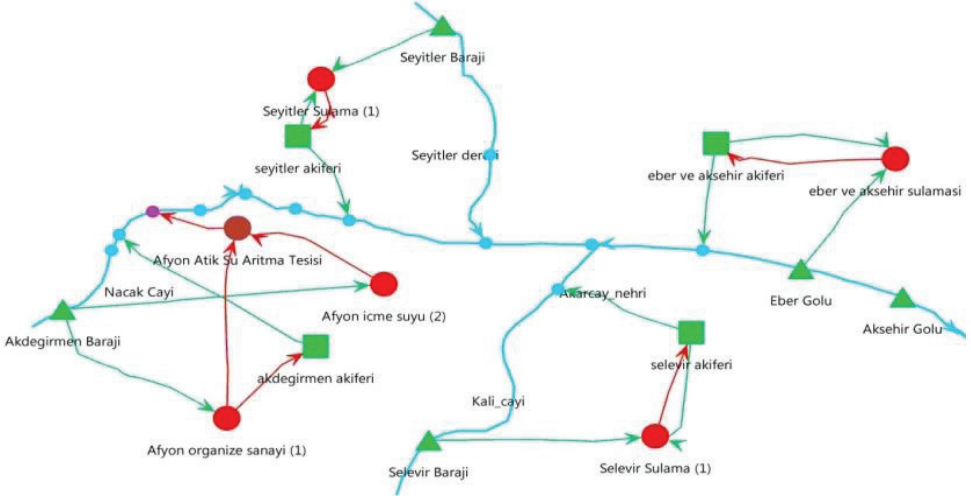 Seyitler Baraji
Seyitler Sulama (1)
seyitler akiferi
Seyitler derasi
eber ve aksehir akiferi
eber ve aksehir sulamasi
Afyon Atik Su Aritma Tesisi
Nacak Cayi
Akarcay_nehri
Eber Golu
Afyon icme suyu (2)
Aksehir Golu
Akdegirmen Baraji
selevir akiferi
akdegirmen akiferi
Kali_cayi
Afyon organize sanayi (1)
Selevir Baraji
Selevir Sulama (1)